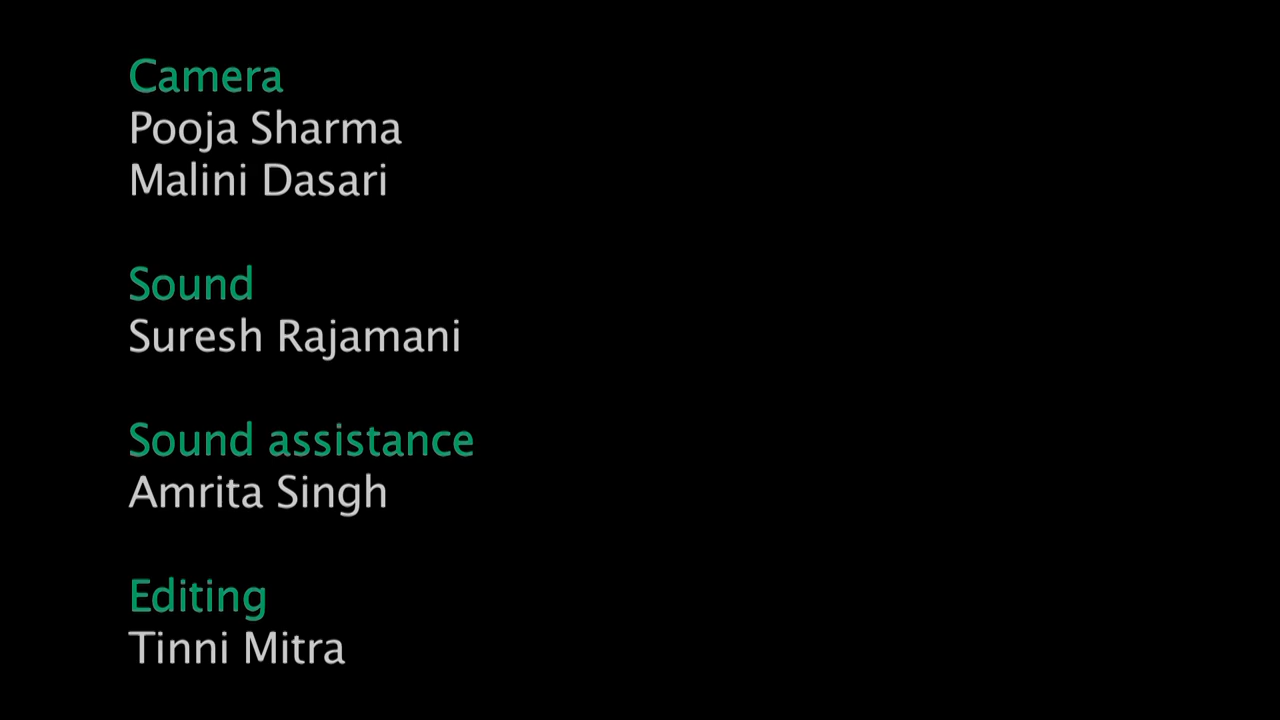 Camera
Pooja Sharma
Malini Dasari
Sound
Suresh Rajamani
Sound assistance
Amrita Singh
Editing
Tinni Mitra